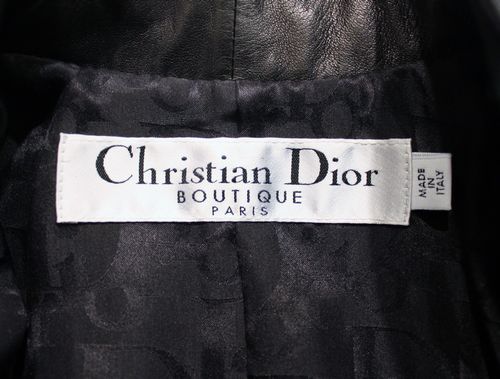 Christian Dior
BOUTIQUE
PARIS
MADE
IN
ITALY